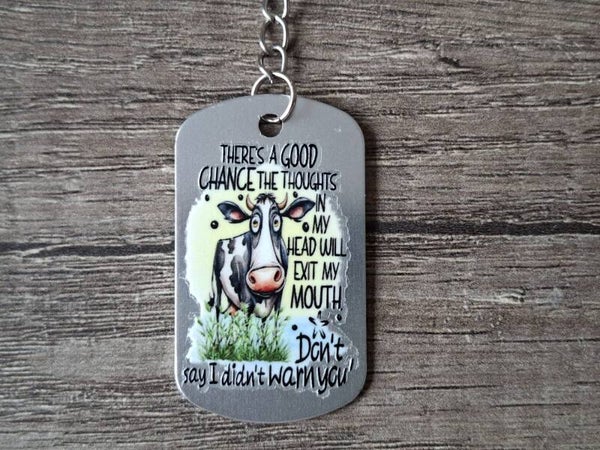 THERE'S A GOOD
CHANCE THE THOUGHTS
IN
MY
HEAD WILL
EXIT MY
MOUTH
Don't
say I didn't warn you'